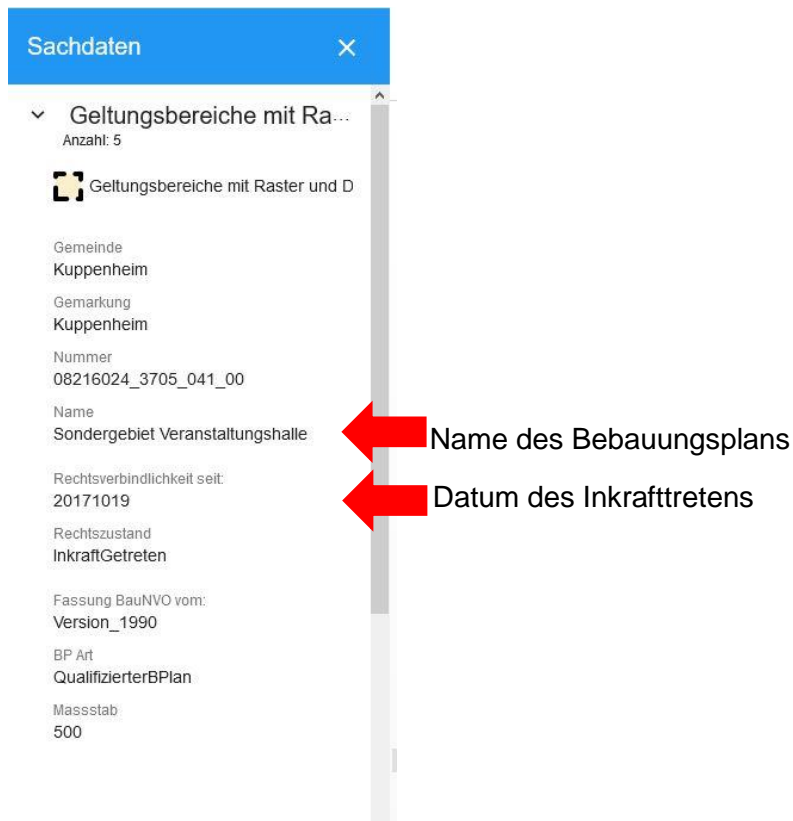 Sachdaten
Geltungsbereiche mit Ra...
Anzahl: 5
Geltungsbereiche mit Raster und D
Gemeinde
Kuppenheim
Gemarkung
Kuppenheim
Nummer
08216024_3705_041_00
Name
Sondergebiet Veranstaltungshalle
Name des Bebauungsplans
Rechtsverbindlichkeit seit:
20171019
Datum des Inkrafttretens
Rechtszustand
InkraftGetreten
Fassung BauNVO vom:
Version_1990
BP Art
QualifizierterBPlan
Massstab
500